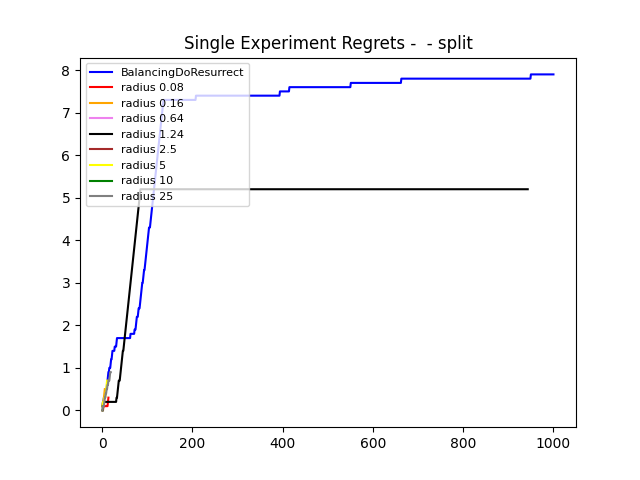 Single Experiment Regrets -  - split
BalancingDoResurrect
radius 0.08
radius 0.16
radius 0.64
radius 1.24
radius 2.5
radius 5
radius 10
radius 25
8
7
6
5
4
3
2
1
0
0 200 400 600 800 1000